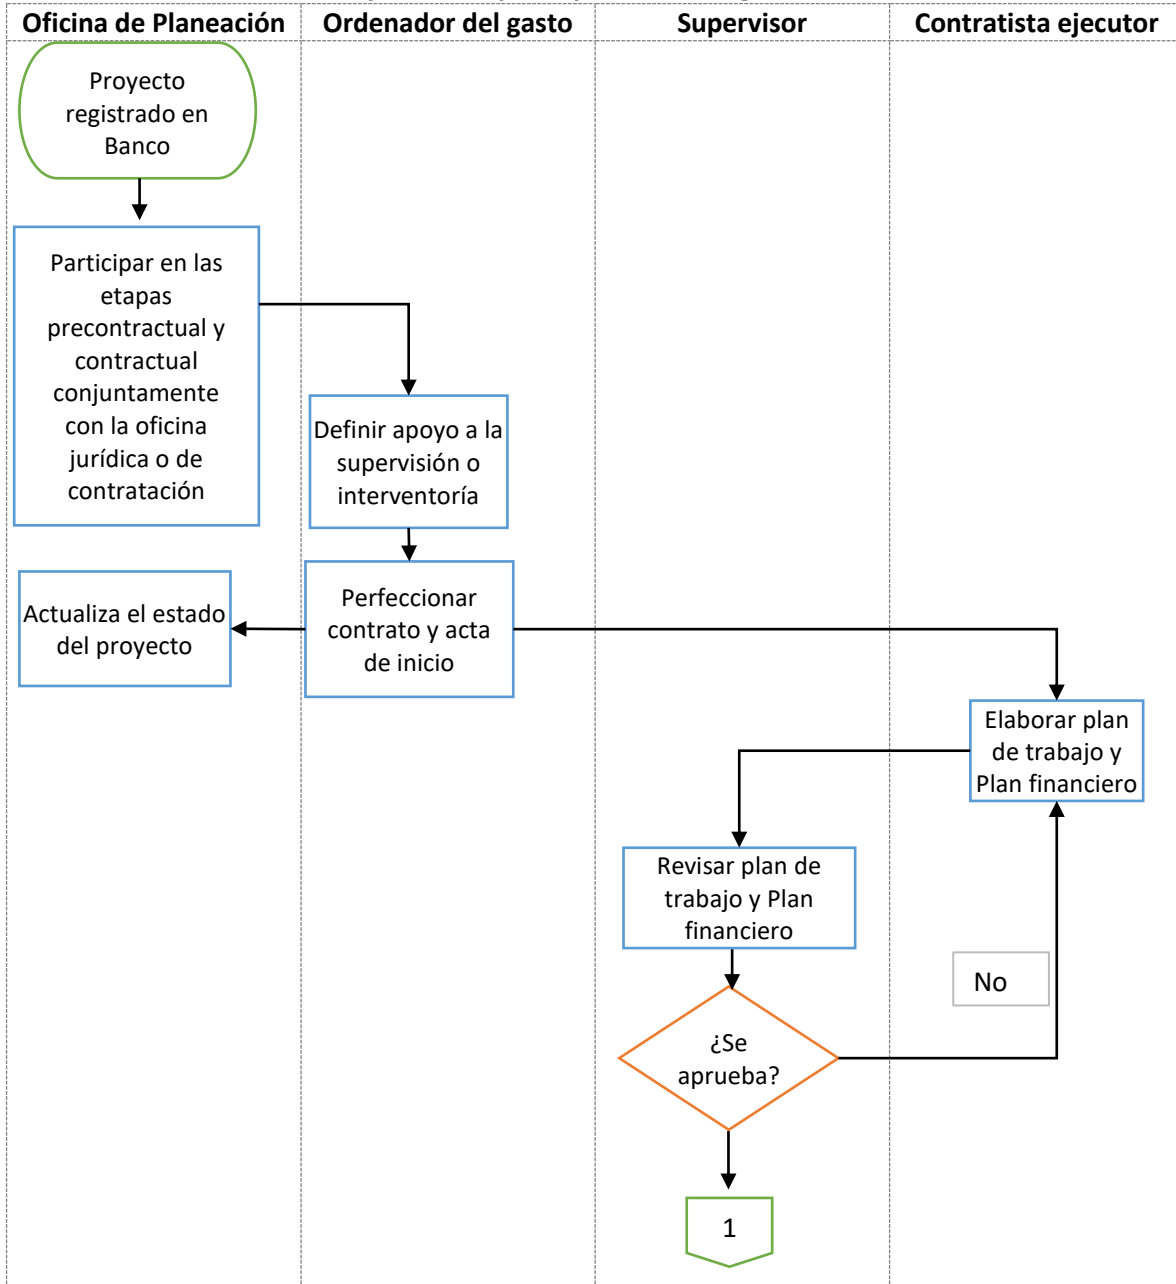 Oficina de Planeación
Ordenador del gasto
Supervisor
Contratista ejecutor
Proyecto
registrado en
Banco
Participar en las
etapas
precontractual y
contractual
conjuntamente
con la oficina
jurídica o de
contratación
Definir apoyo a la
supervisión o
interventoría
Actualiza el estado
del proyecto
Perfeccionar
contrato y acta
de inicio
Elaborar plan
de trabajo y
Plan financiero
Revisar plan de
trabajo y Plan
financiero
No
¿Se
aprueba?
1